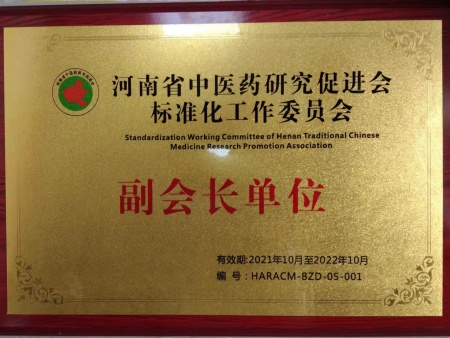 河南省中医药研究促进会
标准化工作委员会
Standardization Working Committee of Henan Traditional Chinese
Medicine Research Promotion Association
副会长单位
有效期:2021年10月至2022年10月
编 号:HARACM-BZD-05-001